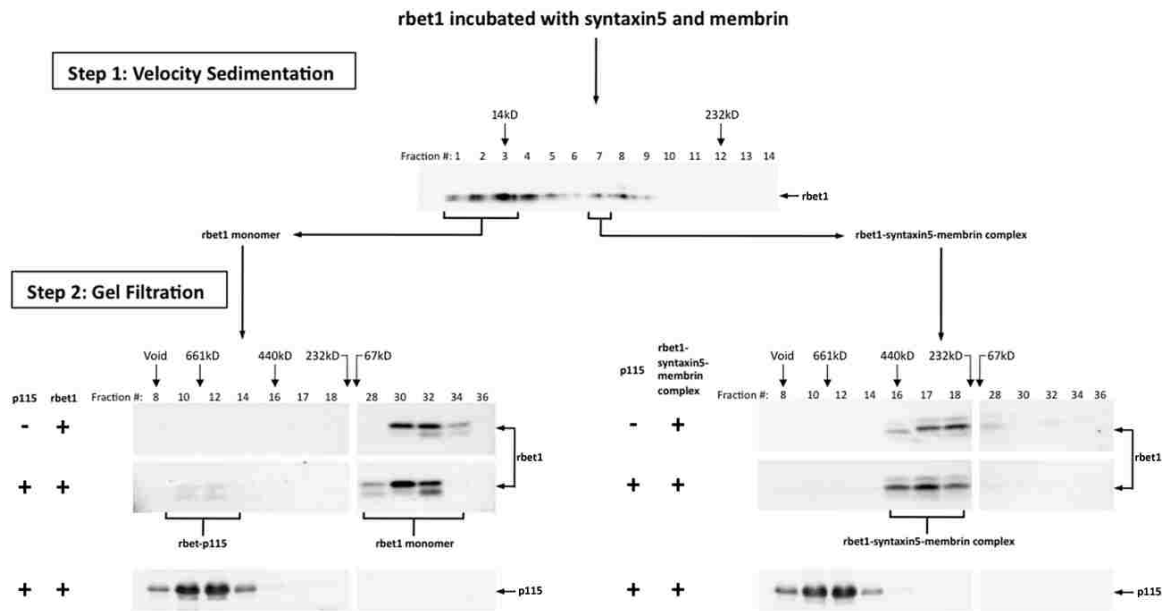 rbet1 incubated with syntaxin5 and membrin
Step 1: Velocity Sedimentation
14kD 232kD
Fraction #: 1 2 3 4 5 6 7 8 9 10 11 12 13 14
rbet1
rbet1 monomer rbet1-syntaxin5-membrin complex
Step 2: Gel Filtration
Void 661kD 440kD 232kD 67kD
p115 rbet1 Fraction #: 8 10 12 14 16 17 18 28 30 32 34 36
- +
rbet1
+ +
rbet-p115 rbet1 monomer
+ + p115
Void 661kD 440kD 232kD 67kD
p115 rbet1-
syntaxin5-
membrin
complex
Fraction #: 8 10 12 14 16 17 18 28 30 32 34 36
- +
rbet1
+ +
rbet1-syntaxin5-membrin complex
+ + p115